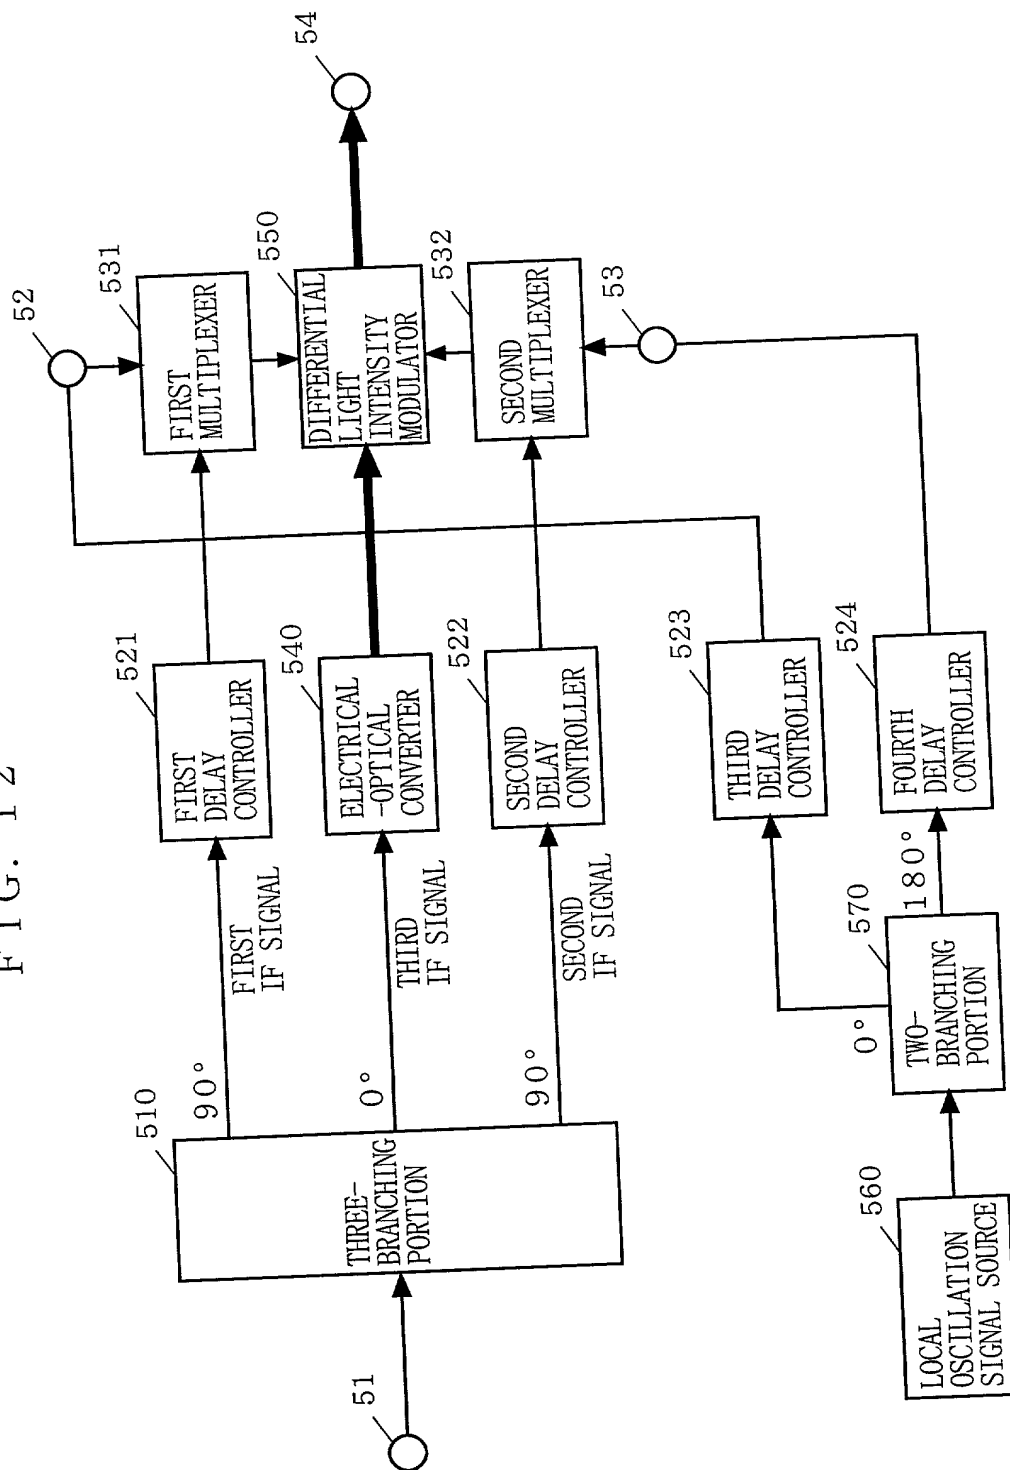 FIG. 12
51
510
THREE-
BRANCHING
PORTION
90°
FIRST
IF SIGNAL
0°
THIRD
IF SIGNAL
90°
SECOND
IF SIGNAL
521
FIRST
DELAY
CONTROLLER
540
ELECTRICAL
-OPTICAL
CONVERTER
522
SECOND
DELAY
CONTROLLER
52
531
FIRST
MULTIPLEXER
550
DIFFERENTIAL
LIGHT
INTENSITY
MODULATOR
532
SECOND
MULTIPLEXER
53
54
560
LOCAL
OSCILLATION
SIGNAL SOURCE
570
TWO-
BRANCHING
PORTION
0°
180°
523
THIRD
DELAY
CONTROLLER
524
FOURTH
DELAY
CONTROLLER